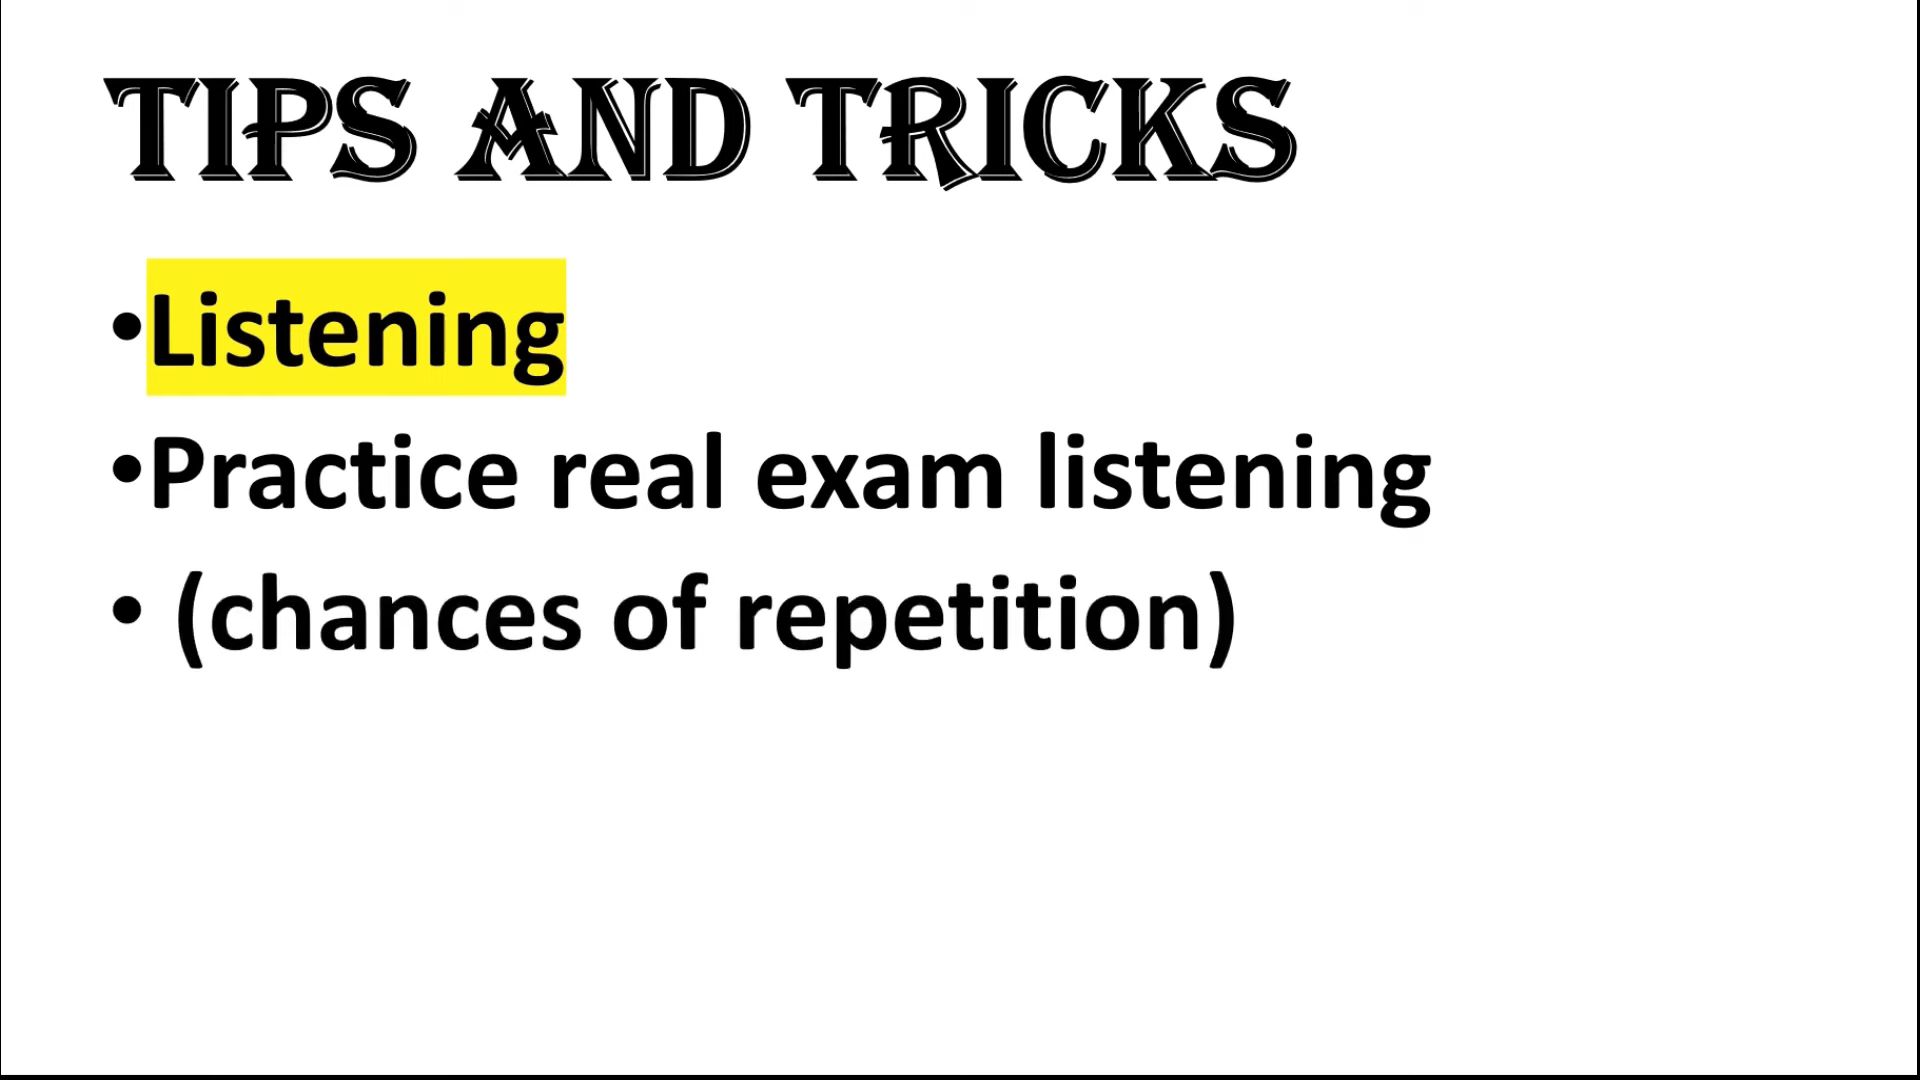 TIPS AND TRICKS
•Listening
•Practice real exam listening
• (chances of repetition)